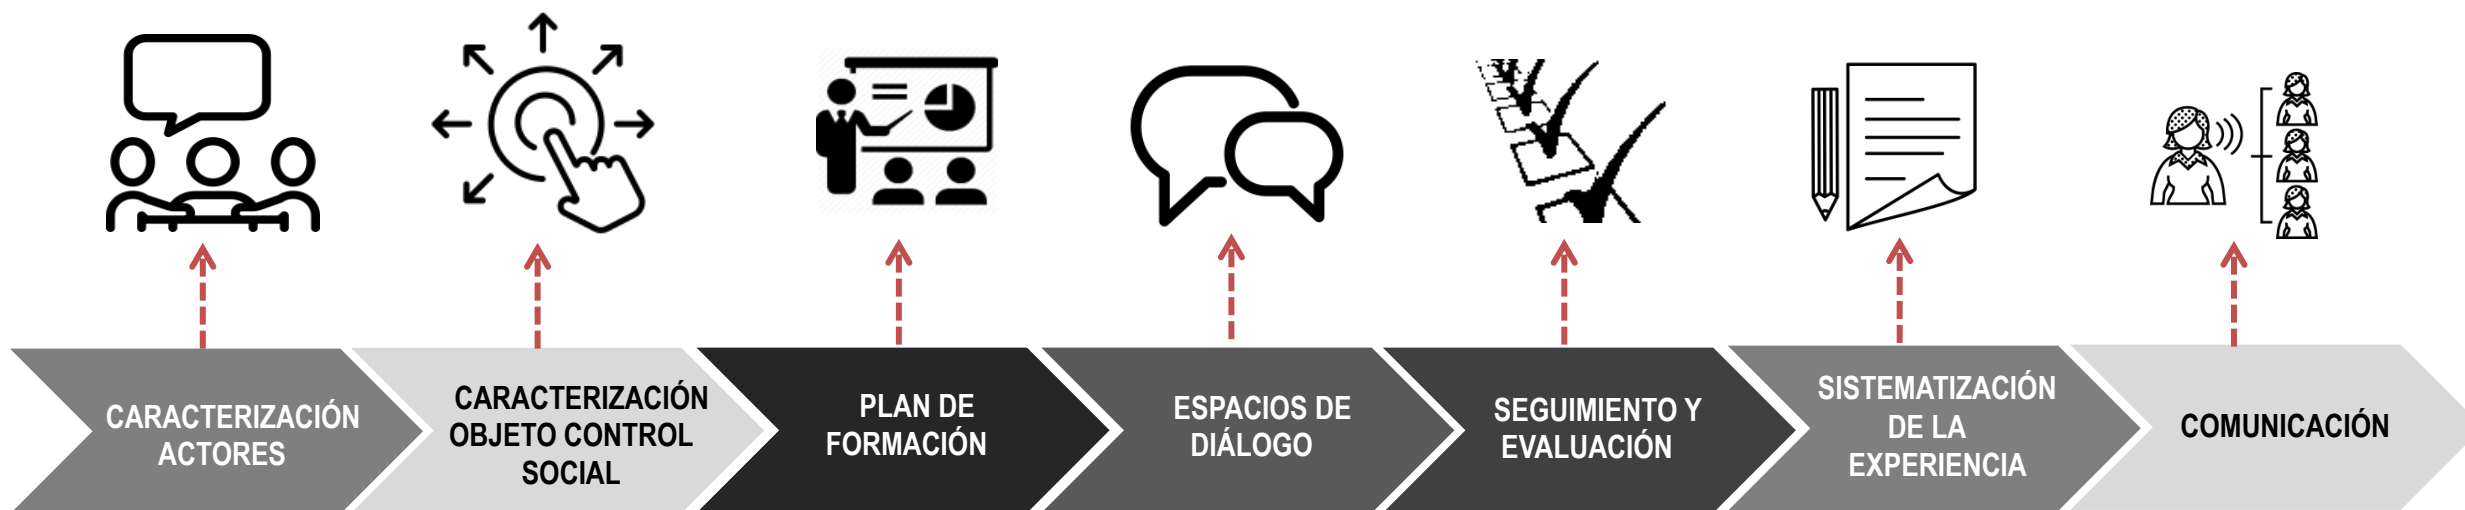 CARACTERIZACIÓN
ACTORES
CARACTERIZACIÓN
OBJETO CONTROL
SOCIAL
PLAN DE
FORMACIÓN
ESPACIOS DE
DIÁLOGO
SEGUIMIENTO Y
EVALUACIÓN
SISTEMATIZACIÓN
DE LA
EXPERIENCIA
COMUNICACIÓN